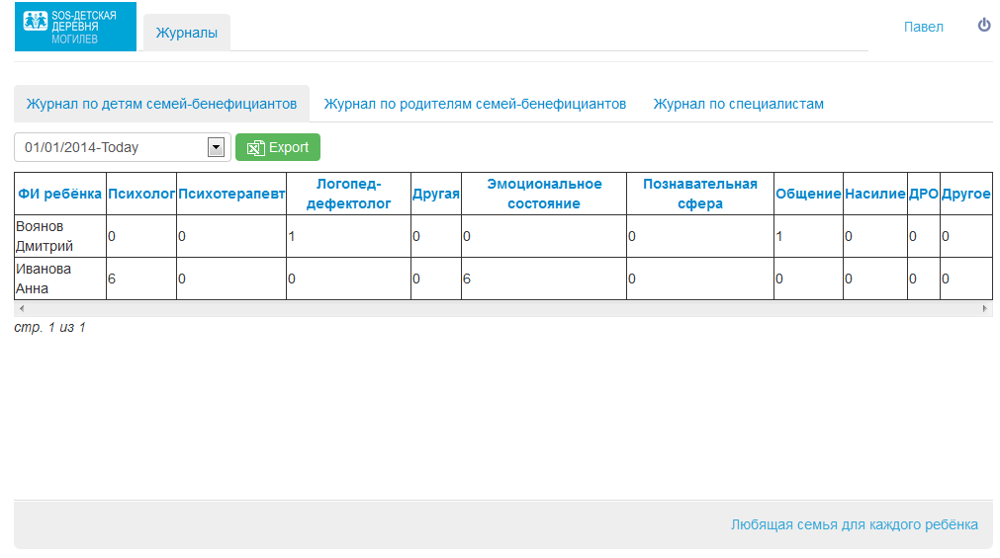 SOS-ДЕТСКАЯ
ДЕРЕВНЯ
МОГИЛЕВ
Журналы
Павел
Журнал по детям семей-бенефициантов Журнал по родителям семей-бенефициантов Журнал по специалистам
01/01/2014-Today Export
ФИ ребёнка Психолог Психотерапевт Логопед-дефектолог Другая Эмоциональное состояние Познавательная сфера Общение Насилие ДРО Другое
Воянов Дмитрий 0 0 1 0 0 0 1 0 0 0
Иванова Анна 6 0 0 0 6 0 0 0 0 0
стр. 1 из 1
Любящая семья для каждого ребёнка